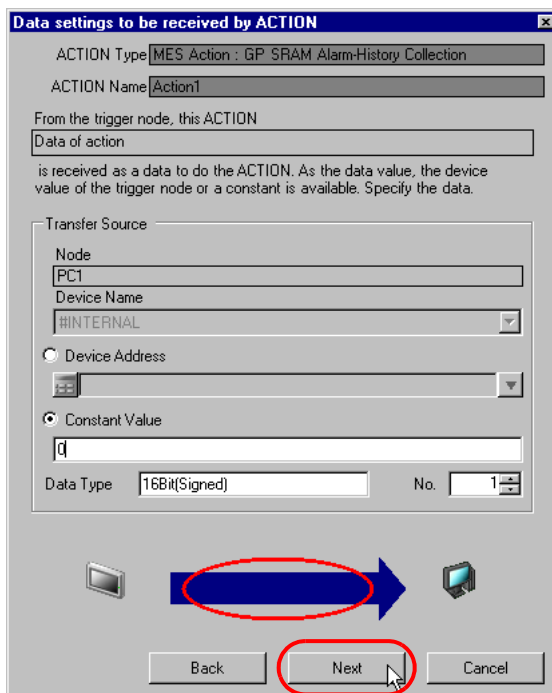 Data settings to be received by ACTION
ACTION Type MES Action : GP SRAM Alarm-History Collection
ACTION Name Action1
From the trigger node, this ACTION
Data of action
is received as a data to do the ACTION. As the data value, the device
value of the trigger node or a constant is available. Specify the data.
Transfer Source
Node
PC1
Device Name
#INTERNAL
Device Address
Constant Value
0
Data Type 16Bit(Signed) No. 1
Back Next Cancel